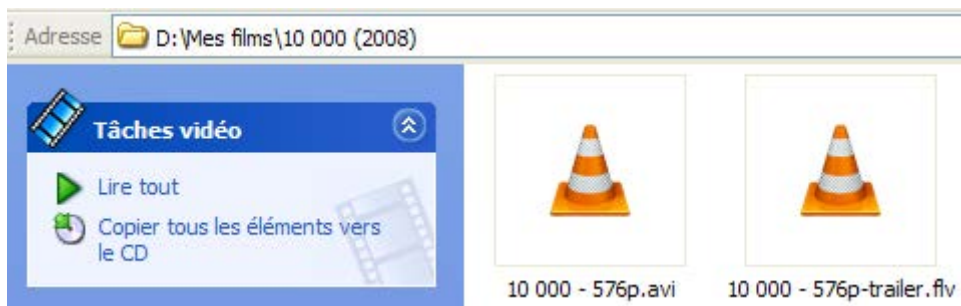 Adresse D:\Mes films\10 000 (2008)
Tâches vidéo
Lire tout
Copier tous les éléments vers
le CD
10 000 - 576p.avi
10 000 - 576p-trailer.flv